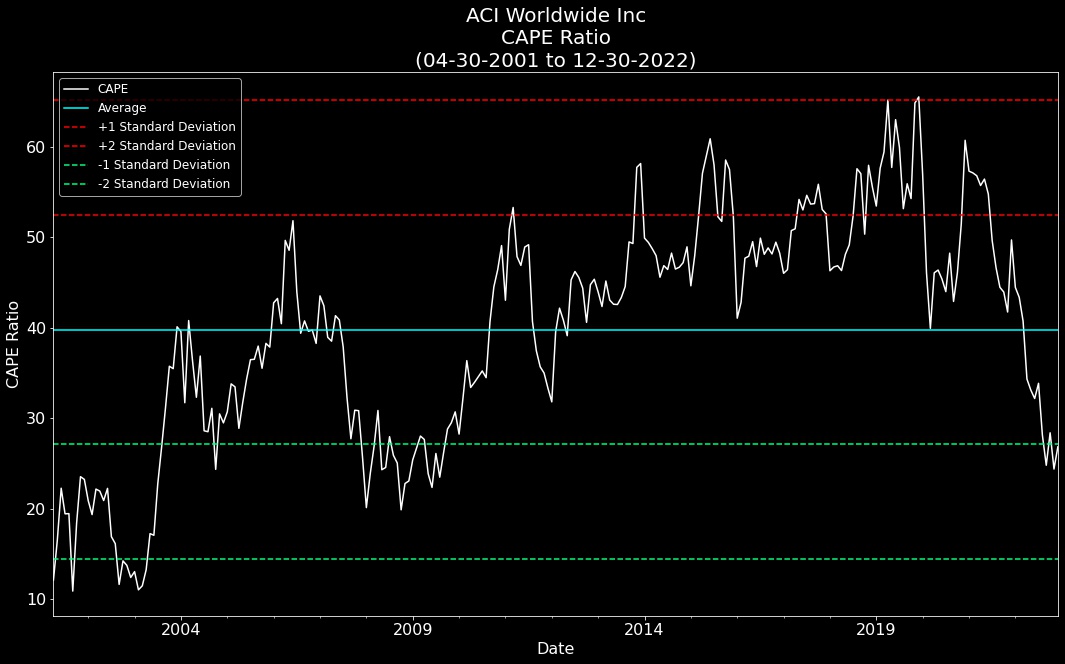 ACI Worldwide Inc
CAPE Ratio
(04-30-2001 to 12-30-2022)
CAPE
Average
+1 Standard Deviation
+2 Standard Deviation
-1 Standard Deviation
-2 Standard Deviation
60
50
40
30
20
10
CAPE Ratio
2004
2009
2014
2019
Date